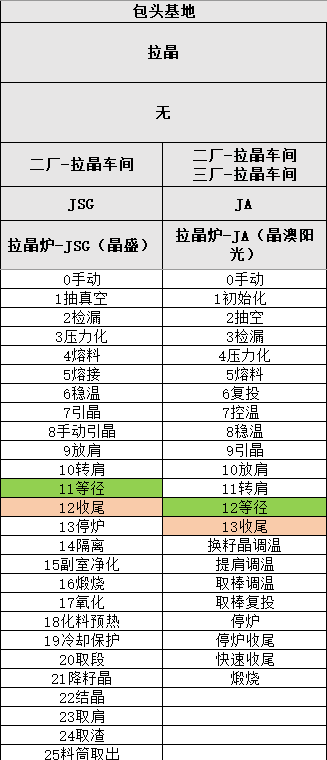 包头基地
拉晶
无
二厂-拉晶车间
二厂-拉晶车间
三厂-拉晶车间
JSG
JA
拉晶炉-JSG（晶盛）
拉晶炉-JA（晶澳阳
光）
0手动
0手动
1抽真空
1初始化
2检漏
2抽空
3压力化
3检漏
4熔料
4压力化
5熔接
5熔料
6稳温
6复投
7引晶
7控温
8手动引晶
8稳温
9放肩
9引晶
10转肩
10放肩
11等径
11转肩
12收尾
12等径
13停炉
13收尾
14隔离
换籽晶调温
15副室净化
提肩调温
16煅烧
取棒调温
17氧化
取棒复投
18化料预热
停炉
19冷却保护
停炉收尾
20取段
快速收尾
21降籽晶
煅烧
22结晶
23取肩
24取渣
25料筒取出